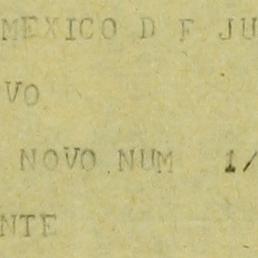 MEXICO D F JU
VO
NOVO NUM 1/
NTE